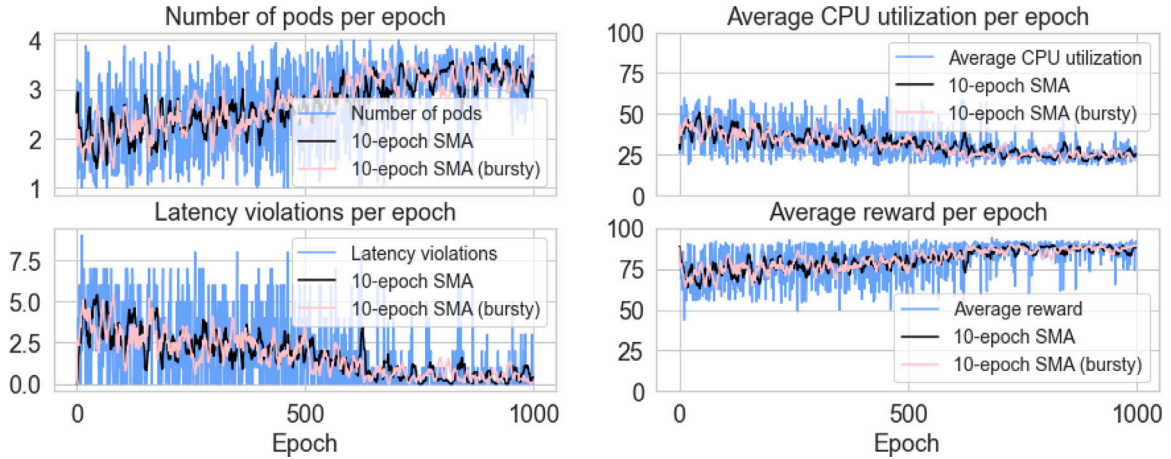 Number of pods per epoch
4
3
2
1
Number of pods
10-epoch SMA
10-epoch SMA (bursty)
Average CPU utilization per epoch
100
75
50
25
0
Average CPU utilization
10-epoch SMA
10-epoch SMA (bursty)
Latency violations per epoch
7.5
5.0
2.5
0.0
Latency violations
10-epoch SMA
10-epoch SMA (bursty)
0
500
1000
Epoch
Average reward per epoch
100
75
50
25
0
Average reward
10-epoch SMA
10-epoch SMA (bursty)
0
500
1000
Epoch